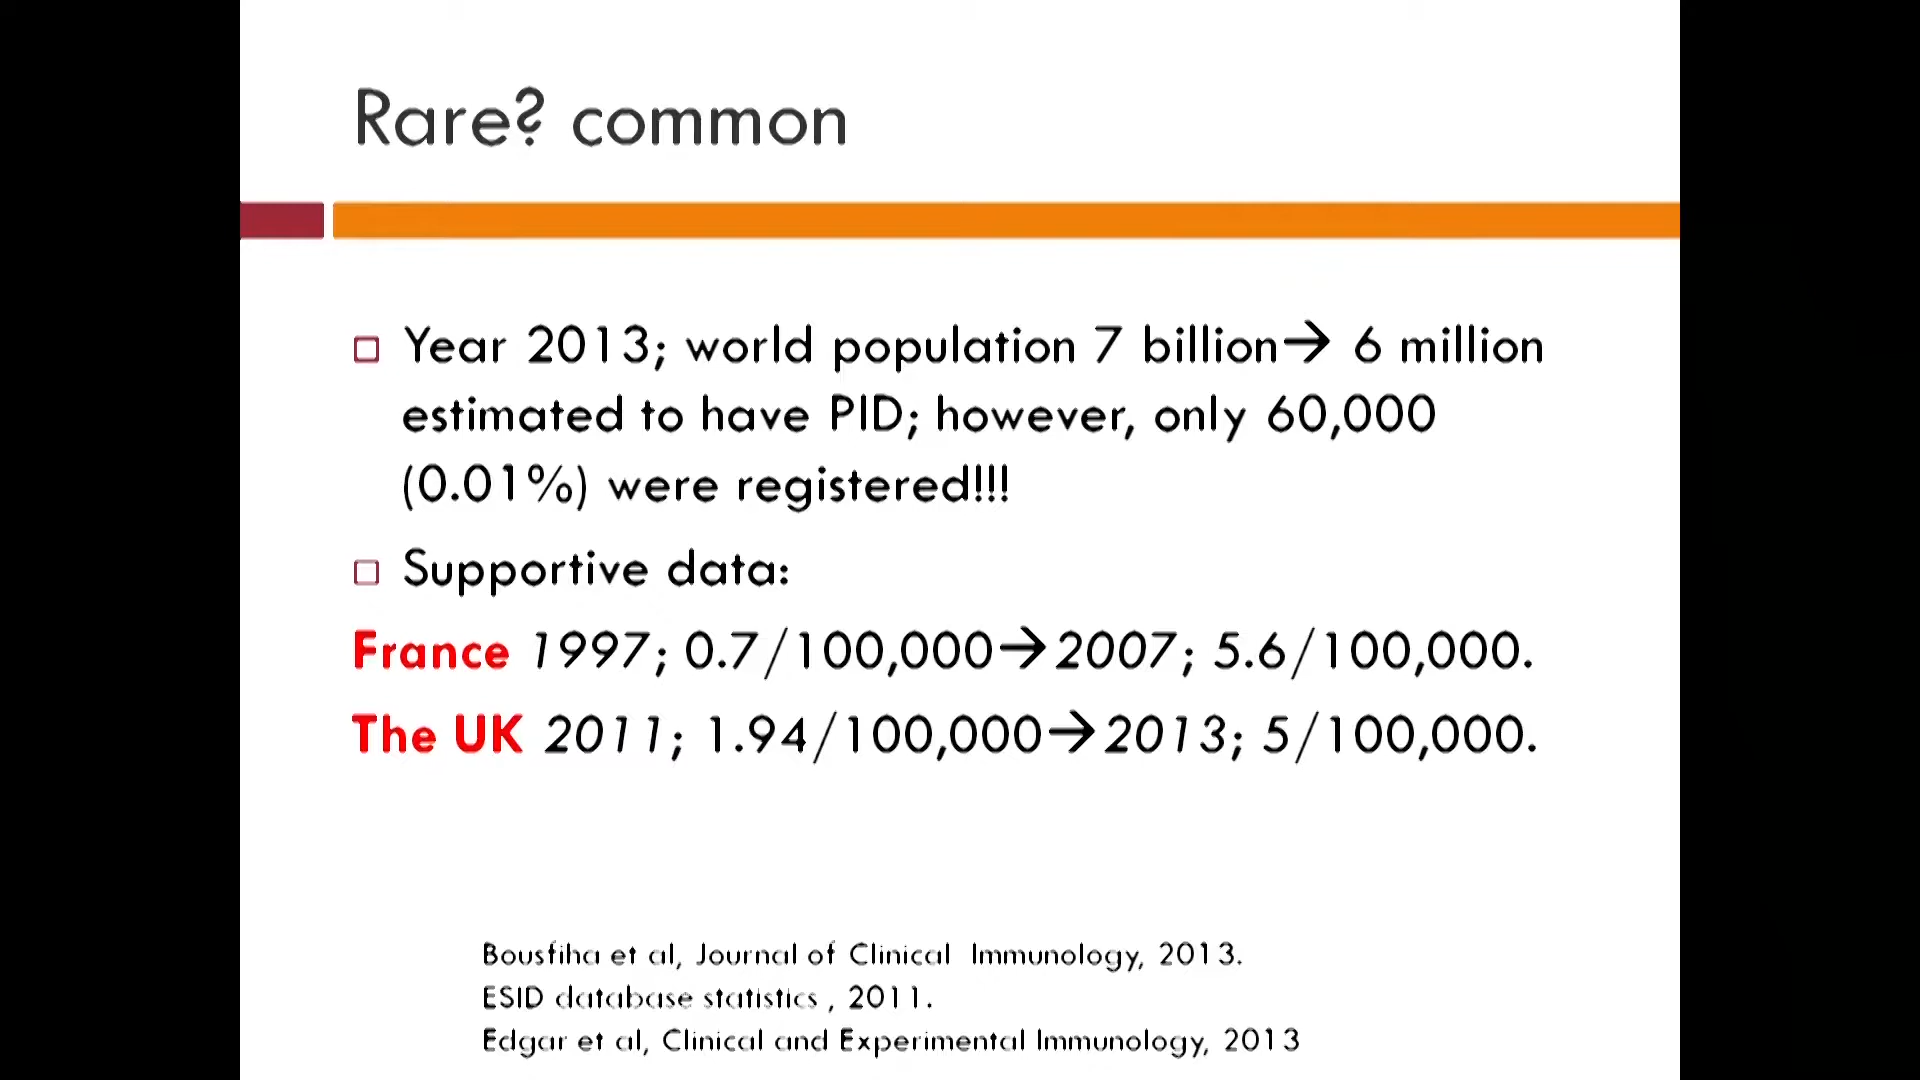 Rare? common
Year 2013; world population 7 billion→ 6 million
estimated to have PID; however, only 60,000
(0.01%) were registered!!!
Supportive data:
France 1997; 0.7/100,000→2007; 5.6/100,000.
The UK 2011; 1.94/100,000→2013; 5/100,000.
Bousfiha et al, Journal of Clinical  Immunology, 2013.
ESID database statistics , 2011.
Edgar et al, Clinical and Experimental Immunology, 2013